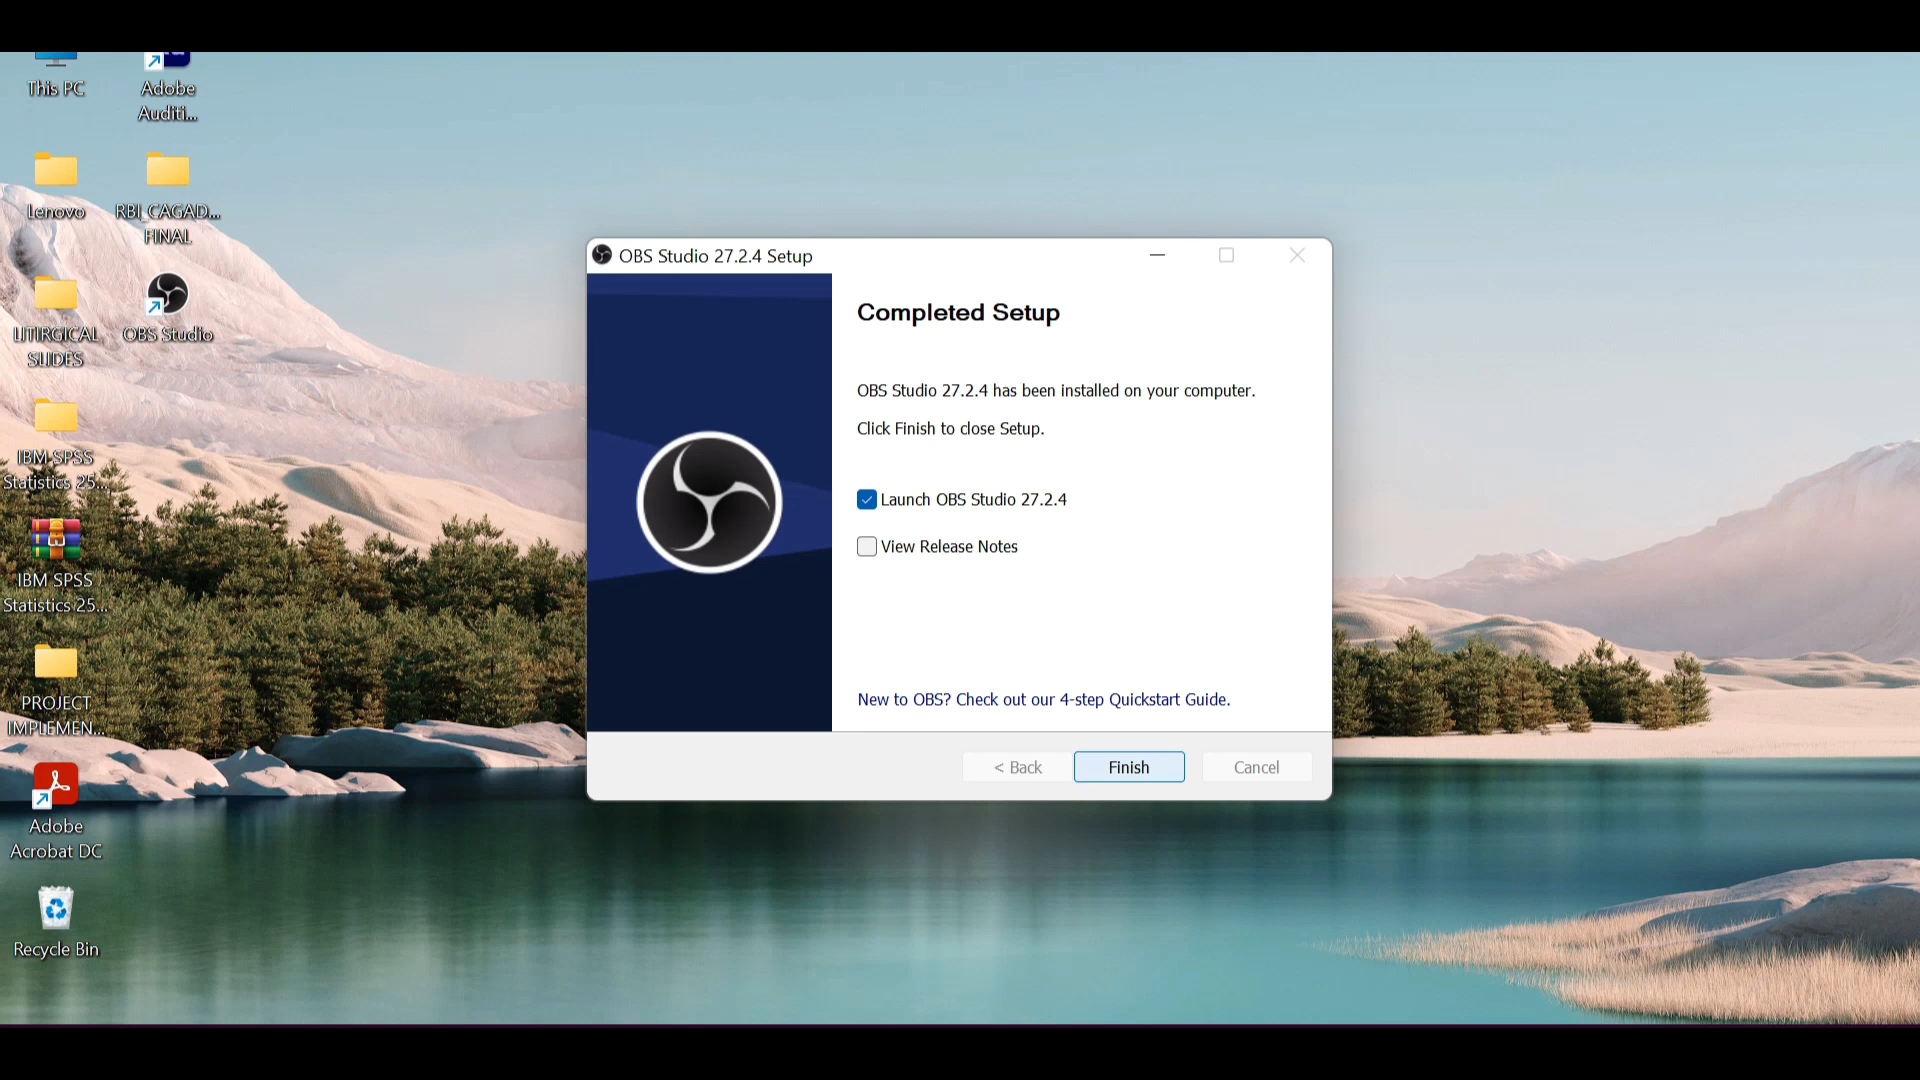 This PC
Adobe
Auditi...
Lenovo
RBI_CAGAD...
FINAL
LITIRGICAL
SLIDES
OBS Studio
IBM SPSS
Statistics 25...
IBM SPSS
Statistics 25...
PROJECT
IMPLEMEN...
Adobe
Acrobat DC
Recycle Bin
OBS Studio 27.2.4 Setup
Completed Setup
OBS Studio 27.2.4 has been installed on your computer.
Click Finish to close Setup.
Launch OBS Studio 27.2.4
View Release Notes
New to OBS? Check out our 4-step Quickstart Guide.
< Back
Finish
Cancel